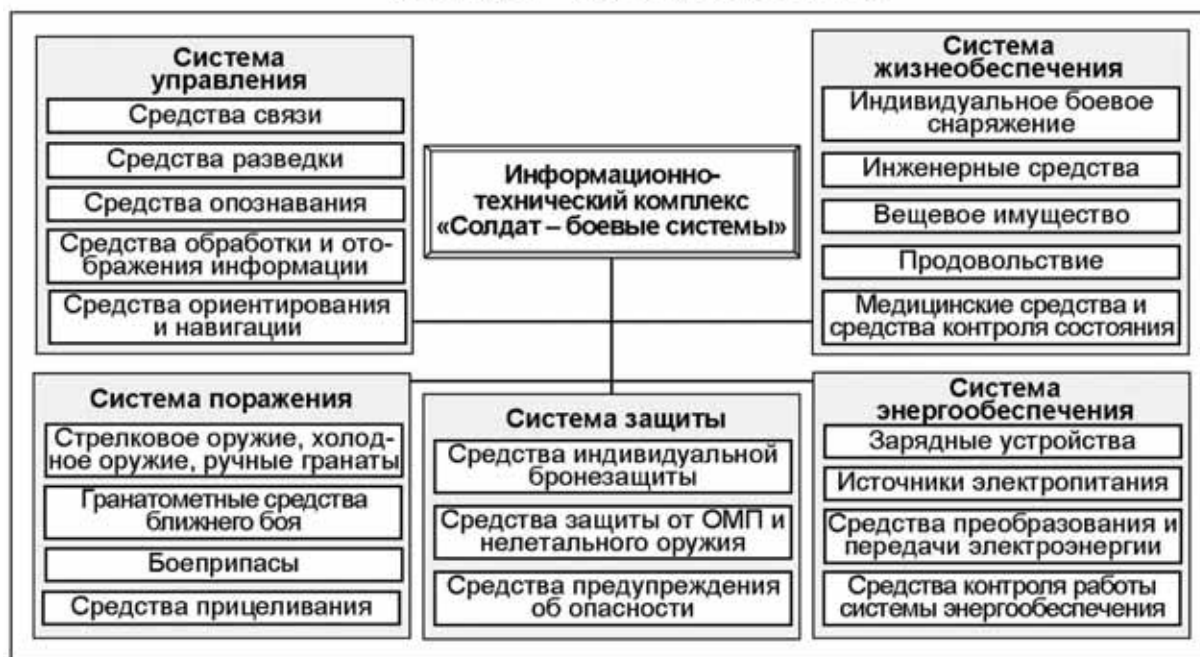 Система
управления
Средства связи
Средства разведки
Средства опознавания
Средства обработки и ото-
бражения информации
Средства ориентирования
и навигации
Информационно-
технический комплекс
«Солдат – боевые системы»
Система
жизнеобеспечения
Индивидуальное боевое
снаряжение
Инженерные средства
Вещевое имущество
Продовольствие
Медицинские средства и
средства контроля состояния
Система поражения
Стрелковое оружие, холод-
ное оружие, ручные гранаты
Гранатометные средства
ближнего боя
Боеприпасы
Средства прицеливания
Система защиты
Средства индивидуальной
бронезащиты
Средства защиты от ОМП и
нелетального оружия
Средства предупреждения
об опасности
Система
энергообеспечения
Зарядные устройства
Источники электропитания
Средства преобразования и
передачи электроэнергии
Средства контроля работы
системы энергообеспечения